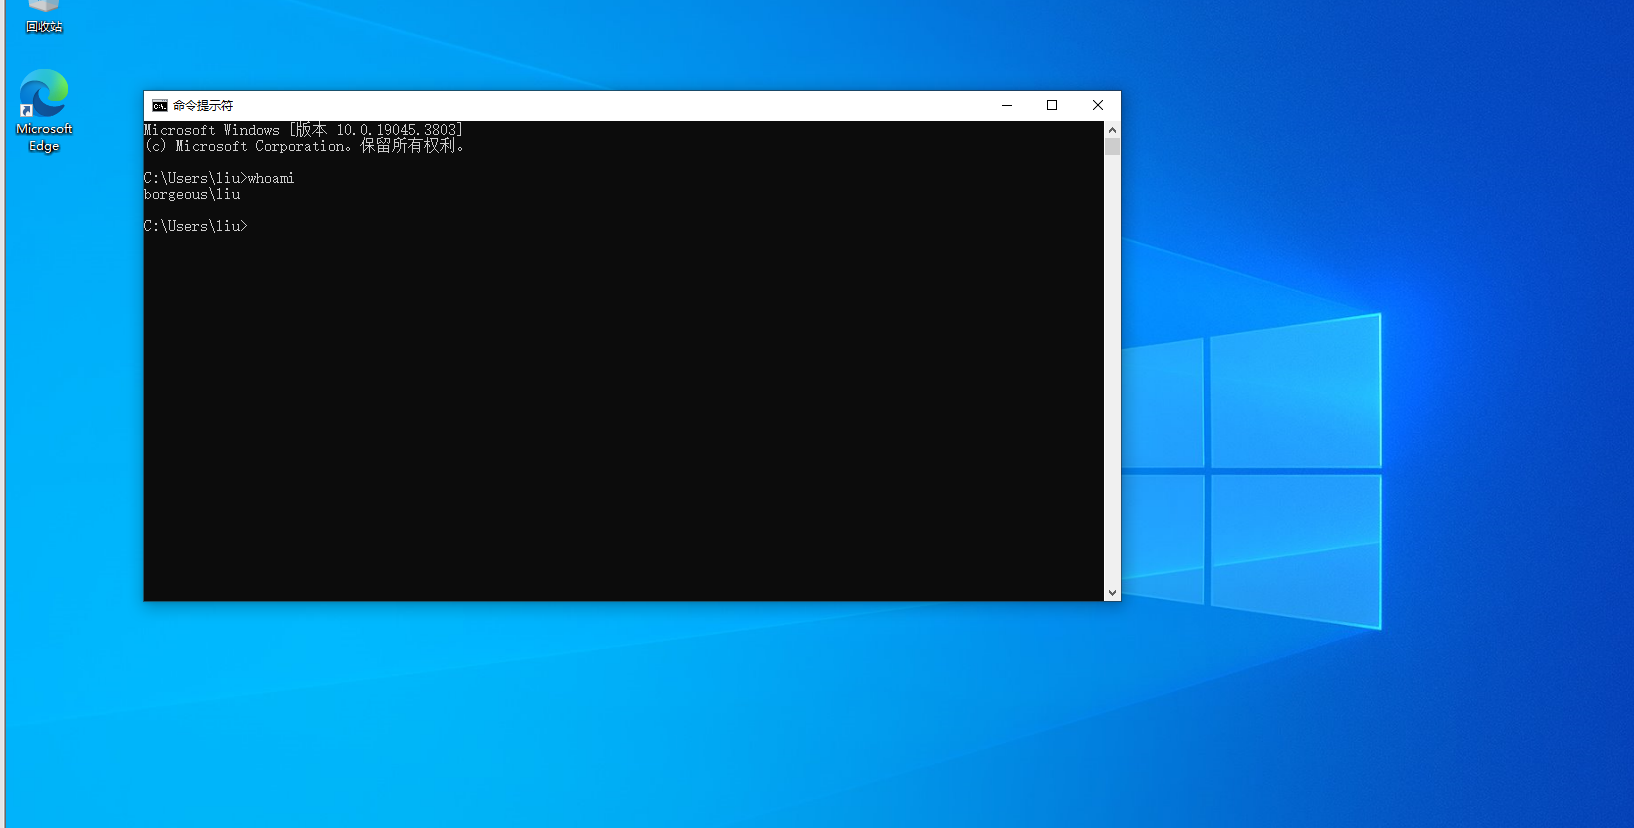 回收站
Microsoft
Edge
命令提示符
Microsoft Windows [版本 10.0.19045.3803]
(c) Microsoft Corporation。保留所有权利。
C:\Users\liu>whoami
borgeous\liu
C:\Users\liu>